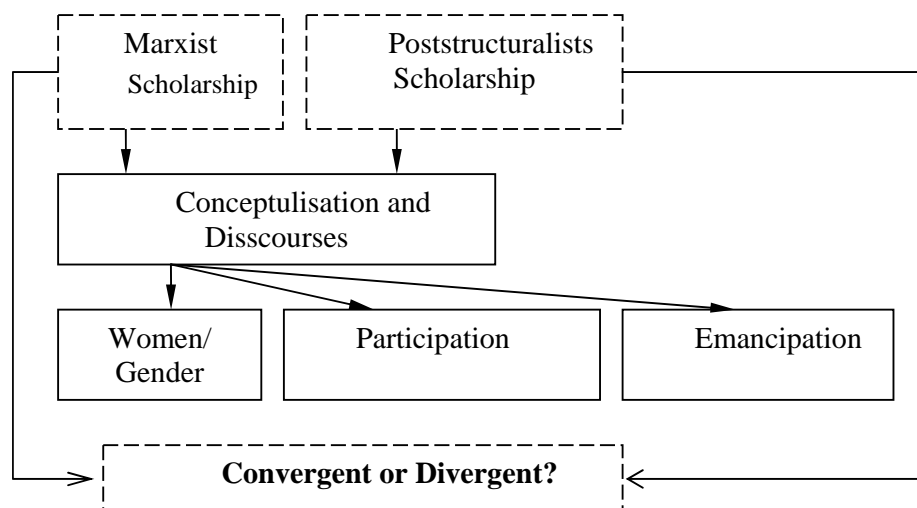 Marxist
Scholarship
Poststructuralists
Scholarship
Conceptulisation and
Disscourses
Women/
Gender
Participation
Emancipation
Convergent or Divergent?